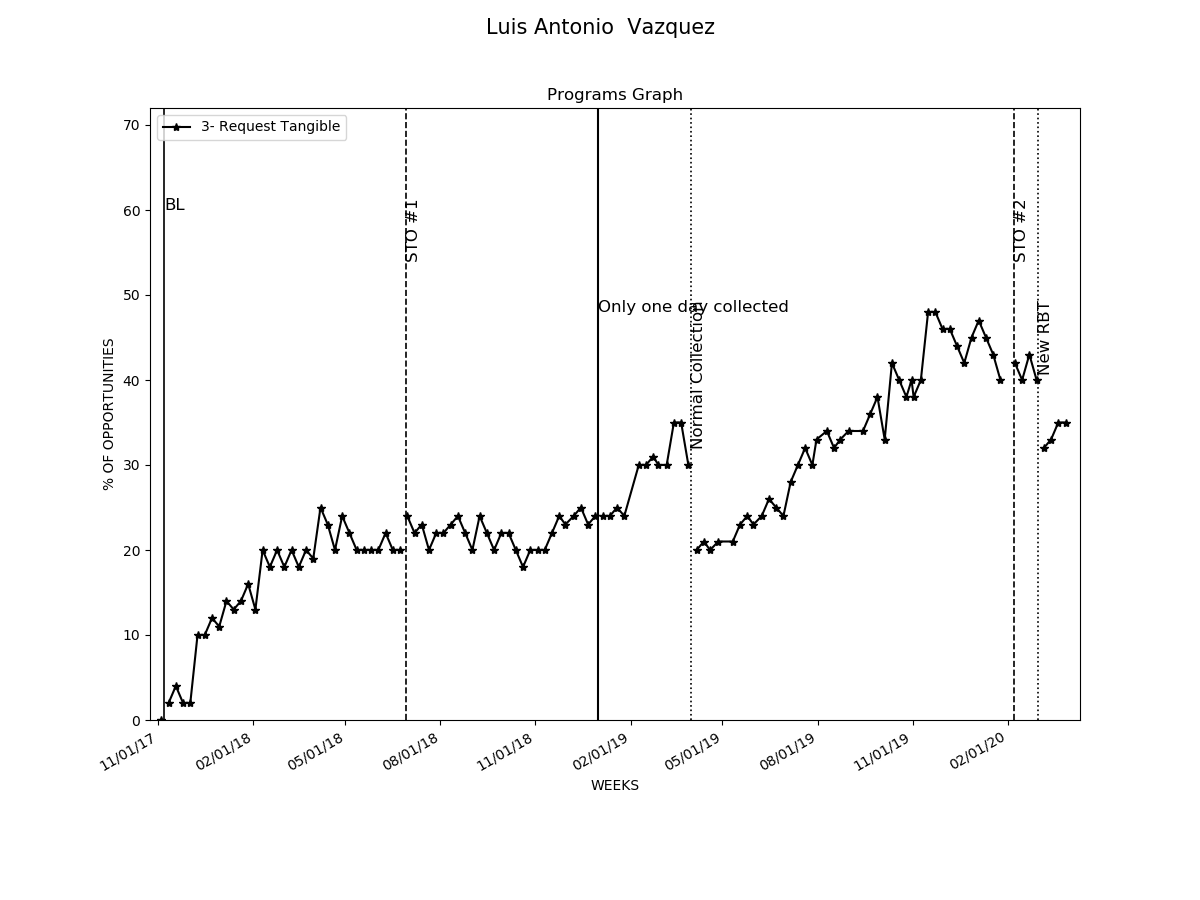 Luis Antonio  Vazquez
Programs Graph
3- Request Tangible
BL
STO #1
Only one day collected
Normal Collection
STO #2
New RBT
% OF OPPORTUNITIES
70
60
50
40
30
20
10
0
11/01/17
02/01/18
05/01/18
08/01/18
11/01/18
02/01/19
05/01/19
08/01/19
11/01/19
02/01/20
WEEKS